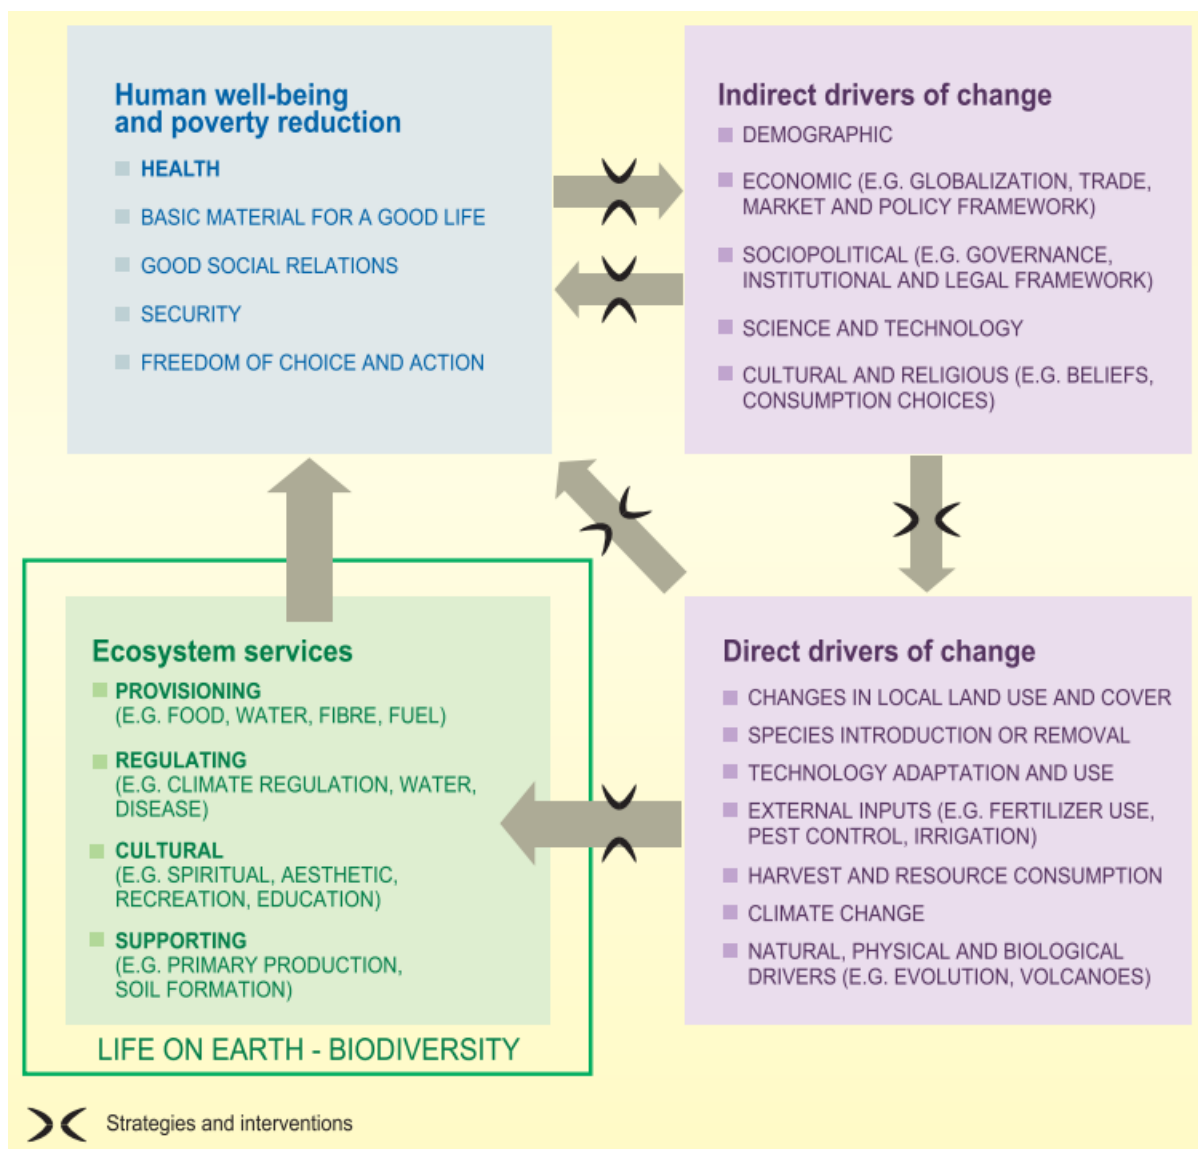 Human well-being
and poverty reduction
HEALTH
BASIC MATERIAL FOR A GOOD LIFE
GOOD SOCIAL RELATIONS
SECURITY
FREEDOM OF CHOICE AND ACTION
Indirect drivers of change
DEMOGRAPHIC
ECONOMIC (E.G. GLOBALIZATION, TRADE,
MARKET AND POLICY FRAMEWORK)
SOCIOPOLITICAL (E.G. GOVERNANCE,
INSTITUTIONAL AND LEGAL FRAMEWORK)
SCIENCE AND TECHNOLOGY
CULTURAL AND RELIGIOUS (E.G. BELIEFS,
CONSUMPTION CHOICES)
Ecosystem services
PROVISIONING
(E.G. FOOD, WATER, FIBRE, FUEL)
REGULATING
(E.G. CLIMATE REGULATION, WATER,
DISEASE)
CULTURAL
(E.G. SPIRITUAL, AESTHETIC,
RECREATION, EDUCATION)
SUPPORTING
(E.G. PRIMARY PRODUCTION,
SOIL FORMATION)
LIFE ON EARTH - BIODIVERSITY
Direct drivers of change
CHANGES IN LOCAL LAND USE AND COVER
SPECIES INTRODUCTION OR REMOVAL
TECHNOLOGY ADAPTATION AND USE
EXTERNAL INPUTS (E.G. FERTILIZER USE,
PEST CONTROL, IRRIGATION)
HARVEST AND RESOURCE CONSUMPTION
CLIMATE CHANGE
NATURAL, PHYSICAL AND BIOLOGICAL
DRIVERS (E.G. EVOLUTION, VOLCANOES)
Strategies and interventions